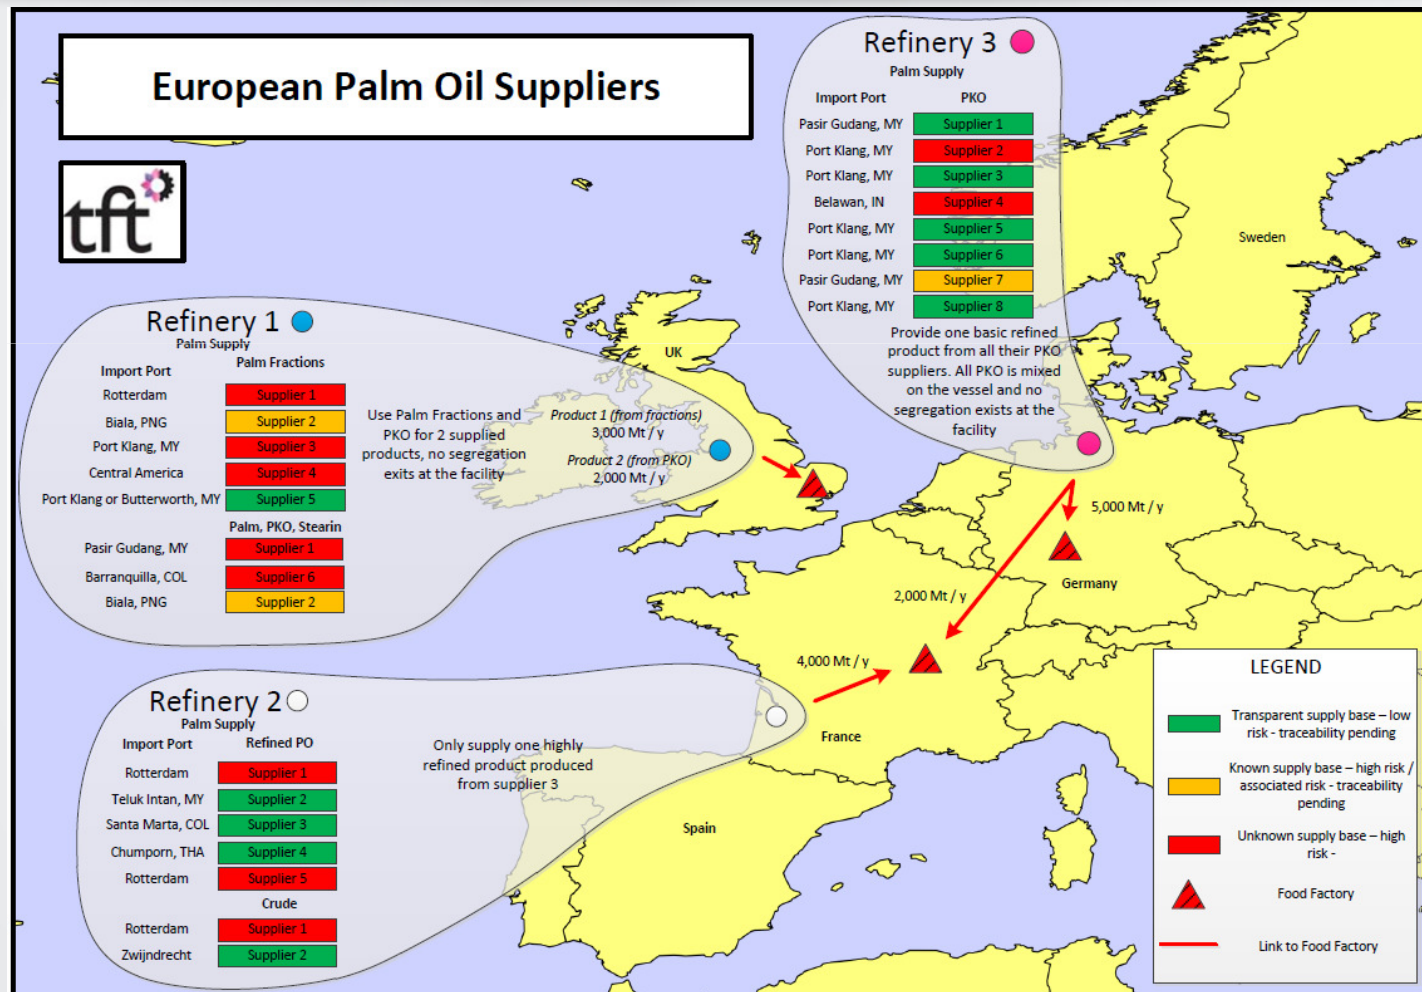 European Palm Oil Suppliers
tft
Refinery 1
Palm Supply
Import Port
Palm Fractions
Rotterdam Supplier 1
Biala, PNG Supplier 2
Port Klang, MY Supplier 3
Central America Supplier 4
Port Klang or Butterworth, MY Supplier 5
Palm, PKO, Stearin
Pasir Gudang, MY Supplier 1
Barranquilla, COL Supplier 6
Biala, PNG Supplier 2
Use Palm Fractions and
PKO for 2 supplied
products, no segregation
exits at the facility
Product 1 (from fractions)
3,000 Mt / y
Product 2 (from PKO)
2,000 Mt / y
Refinery 2
Palm Supply
Import Port Refined PO
Rotterdam Supplier 1
Teluk Intan, MY Supplier 2
Santa Marta, COL Supplier 3
Chumporn, THA Supplier 4
Rotterdam Supplier 5
Crude
Rotterdam Supplier 1
Zwijndrecht Supplier 2
Only supply one highly
refined product produced
from supplier 3
Refinery 3
Palm Supply
Import Port PKO
Pasir Gudang, MY Supplier 1
Port Klang, MY Supplier 2
Port Klang, MY Supplier 3
Belawan, IN Supplier 4
Port Klang, MY Supplier 5
Port Klang, MY Supplier 6
Pasir Gudang, MY Supplier 7
Port Klang, MY Supplier 8
Provide one basic refined
product from all their PKO
suppliers. All PKO is mixed
on the vessel and no
segregation exists at the
facility
UK
Sweden
5,000 Mt / y
Germany
2,000 Mt / y
4,000 Mt / y
France
Spain
LEGEND
Transparent supply base – low
risk - traceability pending
Known supply base – high risk /
associated risk - traceability
pending
Unknown supply base – high
risk -
Food Factory
Link to Food Factory